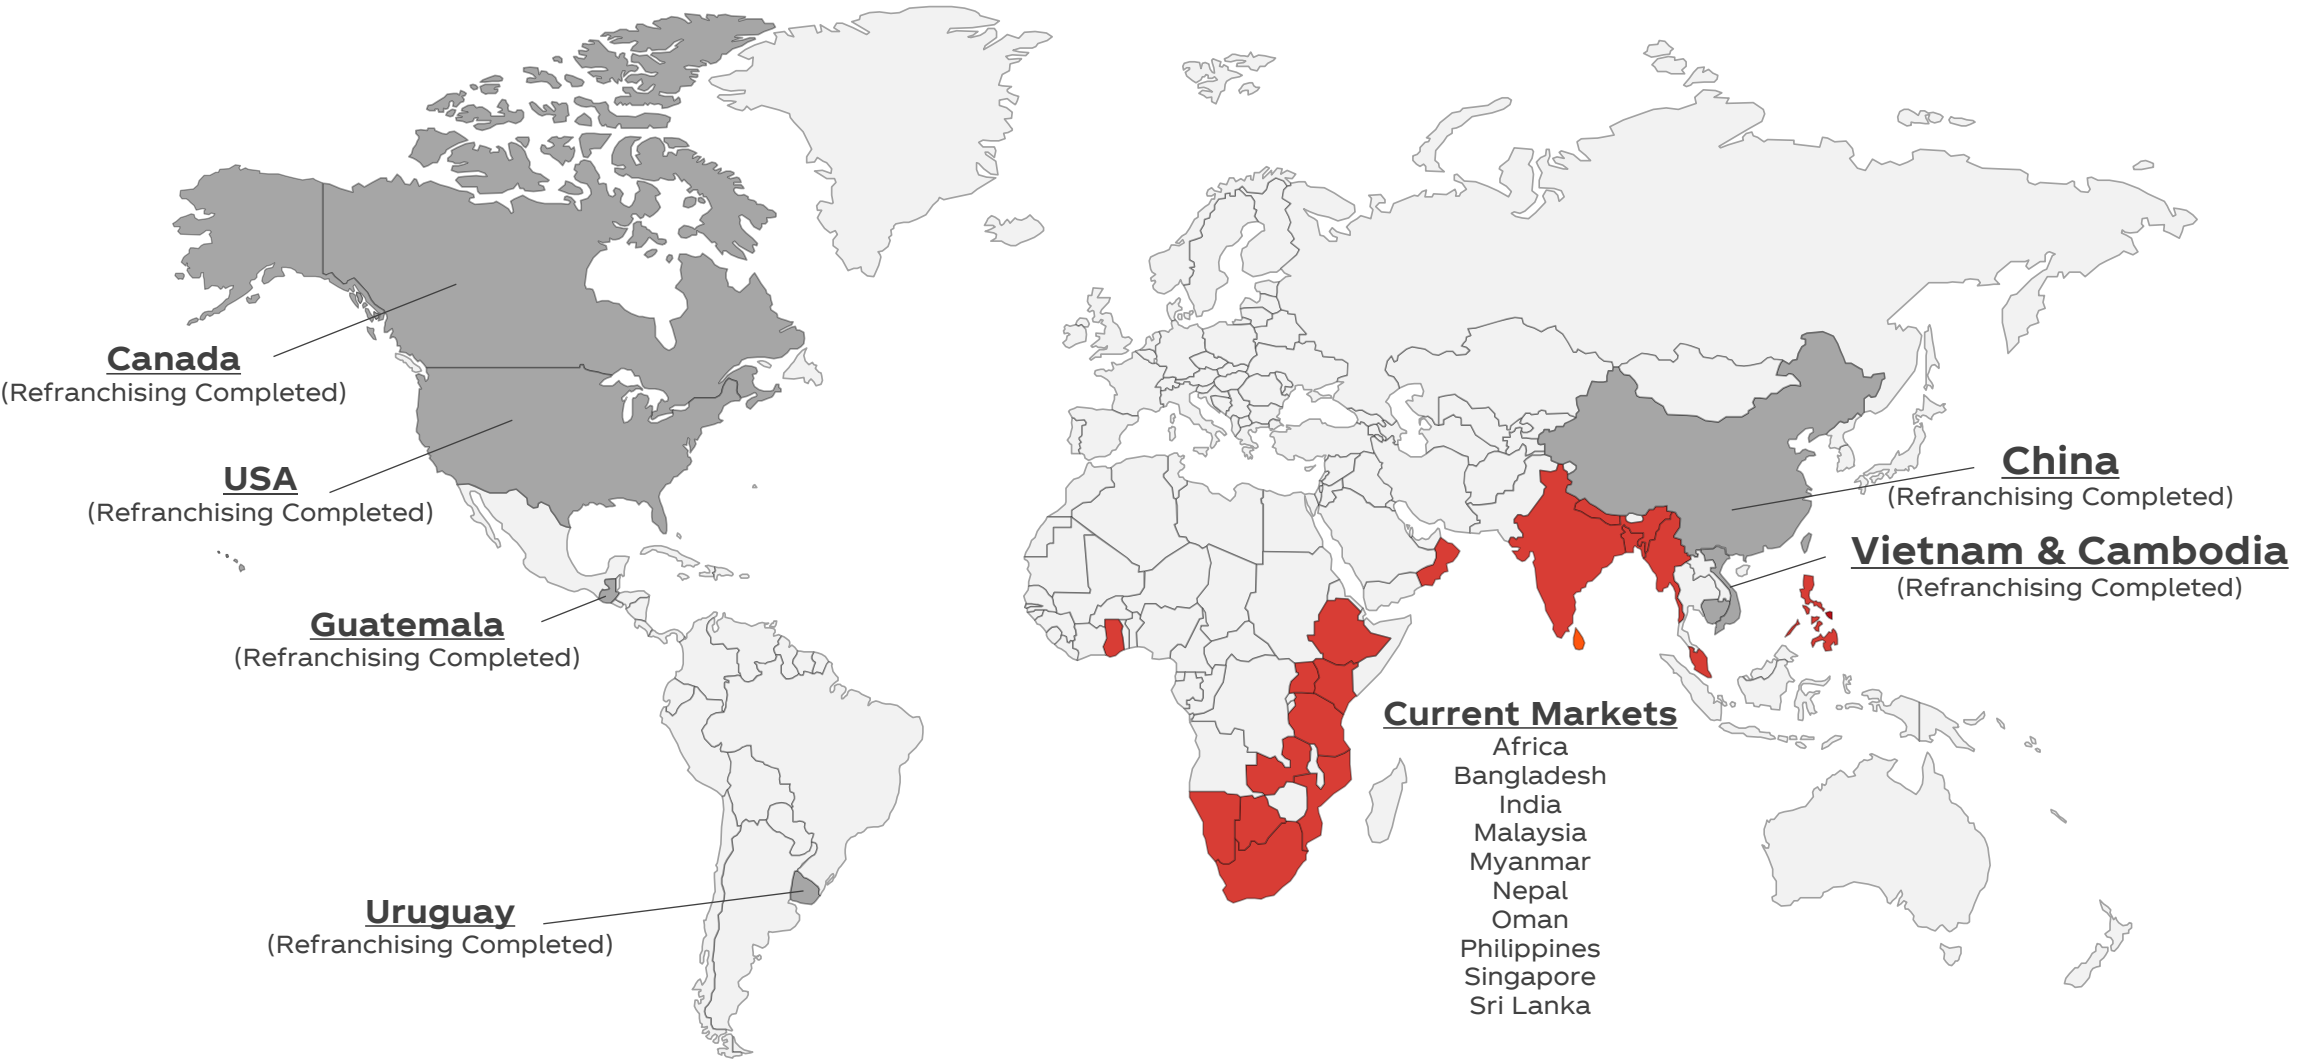 Canada
(Refranchising Completed)
USA
(Refranchising Completed)
Guatemala
(Refranchising Completed)
Uruguay
(Refranchising Completed)
China
(Refranchising Completed)
Vietnam & Cambodia
(Refranchising Completed)
Current Markets
Africa
Bangladesh
India
Malaysia
Myanmar
Nepal
Oman
Philippines
Singapore
Sri Lanka